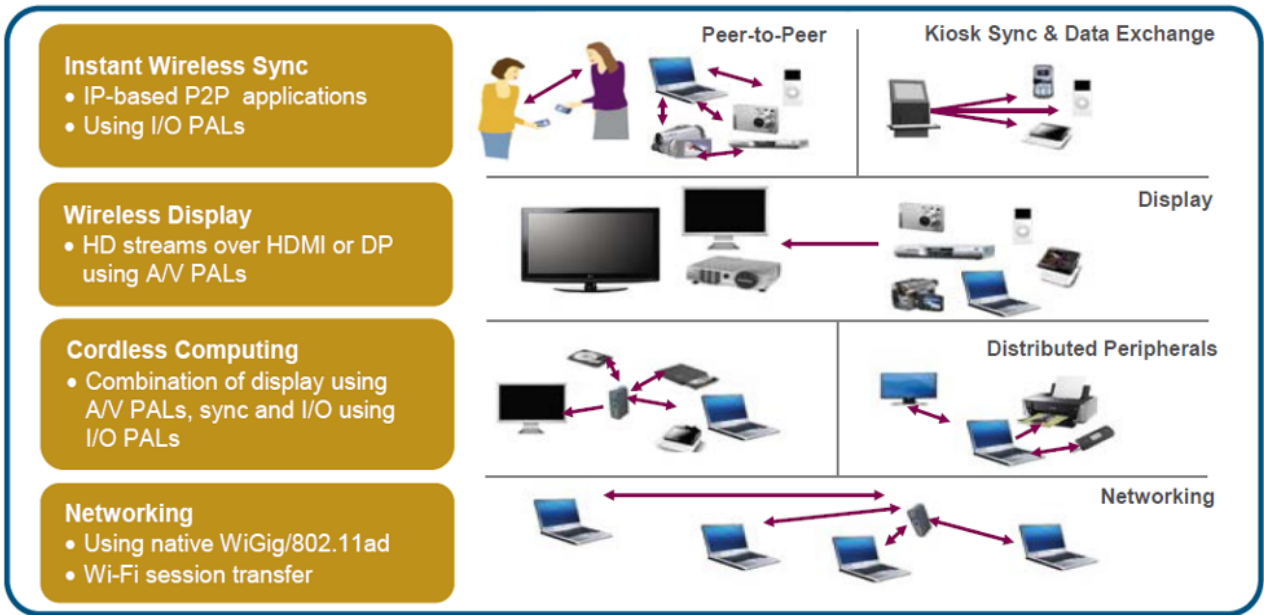 Instant Wireless Sync
• IP-based P2P applications
• Using I/O PALs
Peer-to-Peer
Kiosk Sync & Data Exchange
Wireless Display
• HD streams over HDMI or DP
using A/V PALs
Display
Cordless Computing
• Combination of display using
A/V PALs, sync and I/O using
I/O PALs
Distributed Peripherals
Networking
• Using native WiGig/802.11ad
• Wi-Fi session transfer
Networking